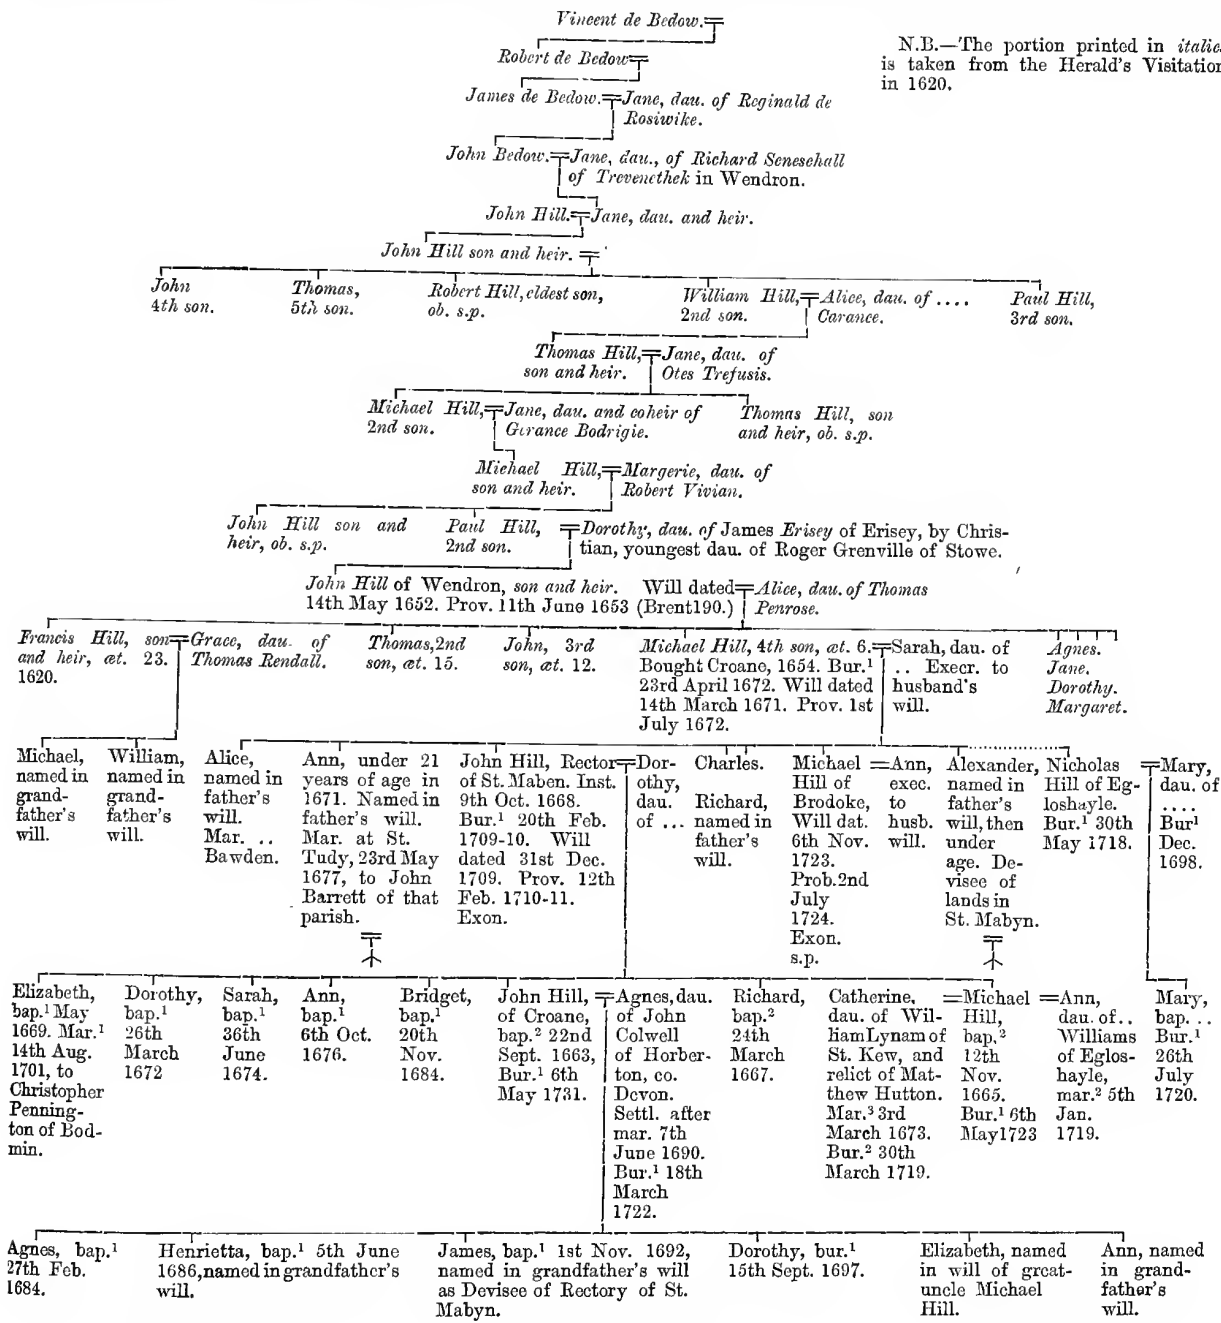 Vincent de Bedow.
N.B.—The portion printed in italic
is taken from the Herald's Visitation
in 1620.
Robert de Bedow
James de Bedow. Jane, dau. of Reginald de
Rosiwike.
John Bedow. Jane, dau., of Richard Seneschall
of Trevenethek in Wendron.
John Hill. Jane, dau. and heir.
John Hill son and heir.
John
4th son.
Thomas,
5th son.
Robert Hill, eldest son,
ob. s.p.
William Hill,
2nd son.
Alice, dau. of ....
Carance.
Paul Hill,
3rd son.
Thomas Hill,
son and heir.
Jane, dau. of
Otes Trefusis.
Michael Hill,
2nd son.
Jane, dau. and coheir of
Gerance Bodrigie.
Thomas Hill, son
and heir, ob. s.p.
Michael Hill,
son and heir.
Margerie, dau. of
Robert Vivian.
John Hill son and
heir, ob. s.p.
Paul Hill,
2nd son.
Dorothy, dau. of James Erisey of Erisey, by Chris-
tian, youngest dau. of Roger Grenville of Stowe.
John Hill of Wendron, son and heir. Will dated
14th May 1652. Prov. 11th June 1653 (Brent190.)
Alice, dau. of Thomas
Penrose.
Francis Hill, son
and heir, æt. 23.
1620.
Grace, dau. of
Thomas Rendall.
Thomas, 2nd
son, æt. 15.
John, 3rd
son, æt. 12.
Michael Hill, 4th son, æt. 6.
Bought Croane, 1654. Bur.¹
23rd April 1672. Will dated
14th March 1671. Prov. 1st
July 1672.
Sarah, dau. of
.. Execr. to
husband's
will.
Agnes.
Jane.
Dorothy.
Margaret.
Michael,
named in
grand-
father's
will.
William,
named in
grand-
father's
will.
Alice,
named in
father's
will.
Mar. ..
Bawden.
Ann, under 21
years of age in
1671. Named in
father's will.
Mar. at St.
Tudy, 23rd May
1677, to John
Barrett of that
parish.
John Hill, Rector
of St. Maben. Inst.
9th Oct. 1668.
Bur.¹ 20th Feb.
1709-10. Will
dated 31st Dec.
1709. Prov. 12th
Feb. 1710-11.
Exon.
Dor-
othy,
dau.
of ...
Charles.
Richard,
named in
father's
will.
Michael
Hill of
Brodoke,
Will dat.
6th Nov.
1723.
Prob.2nd
July
1724.
Exon.
s.p.
Ann,
exec.
to
husb.
will.
Alexander,
named in
father's
will, then
under
age. De-
visee of
lands in
St. Mabyn.
Nicholas
Hill of Eg-
loshayle.
Bur.¹ 30th
May 1718.
Mary,
dau. of
....
Bur¹
Dec.
1698.
Elizabeth,
bap.¹ May
1669. Mar.¹
14th Aug.
1701, to
Christopher
Penning-
ton of Bod-
min.
Dorothy,
bap.¹
26th
March
1672
Sarah,
bap.¹
36th
June
1674.
Ann,
bap.¹
6th Oct.
1676.
Bridget,
bap.¹
20th
Nov.
1684.
John Hill,
of Croane,
bap.² 22nd
Sept. 1663,
Bur.¹ 6th
May 1731.
Agnes, dau.
of John
Colwell
of Horber-
ton, co.
Devon.
Settl. after
mar. 7th
June 1690.
Bur.¹ 18th
March
1722.
Richard,
bap.²
24th
March
1667.
Catherine,
dau. of Wil-
liam Lynam of
St. Kew, and
relict of Mat-
thew Hutton.
Mar.³ 3rd
March 1673.
Bur.² 30th
March 1719.
Michael
Hill,
bap.²
12th
Nov.
1665.
Bur.¹ 6th
May1723
Ann,
dau. of..
Williams
of Eglos-
hayle,
mar.² 5th
Jan.
1719.
Mary,
bap. ..
Bur.¹
26th
July
1720.
Agnes, bap.¹
27th Feb.
1684.
Henrietta, bap.¹ 5th June
1686, named in grandfather's
will.
James, bap.¹ 1st Nov. 1692,
named in grandfather's will
as Devisee of Rectory of St.
Mabyn.
Dorothy, bur.¹
15th Sept. 1697.
Elizabeth, named
in will of great-
uncle Michael
Hill.
Ann, named
in grand-
father's
will.